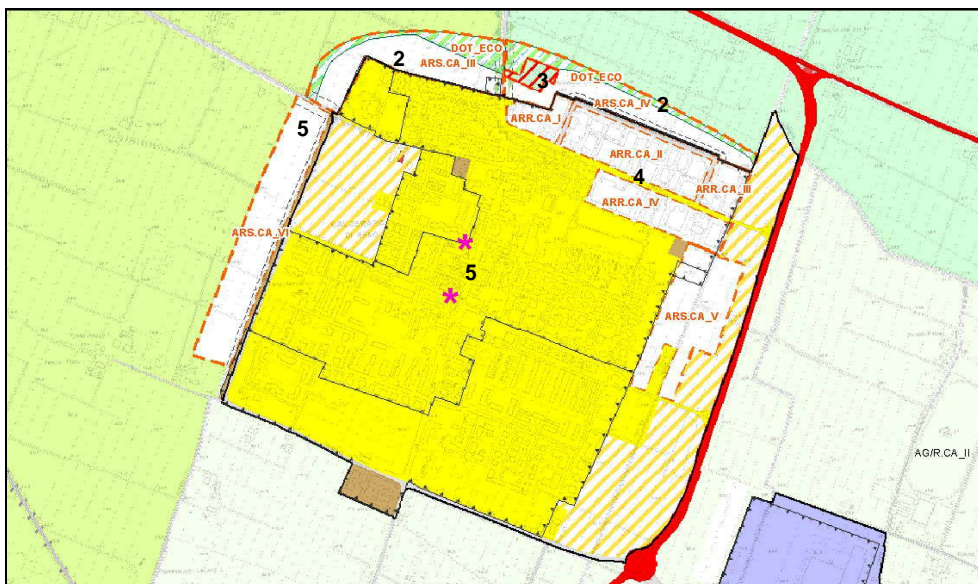 DOT_ECO
2
ARS.CA_III
3
DOT_ECO
ARS.CA_IV
2
ARR.CA_I
5
ARR.CA_II
4
ARR.CA_III
ARR.CA_IV
ARS.CA_VI
5
ARS.CA_V
AG/R.CA_II